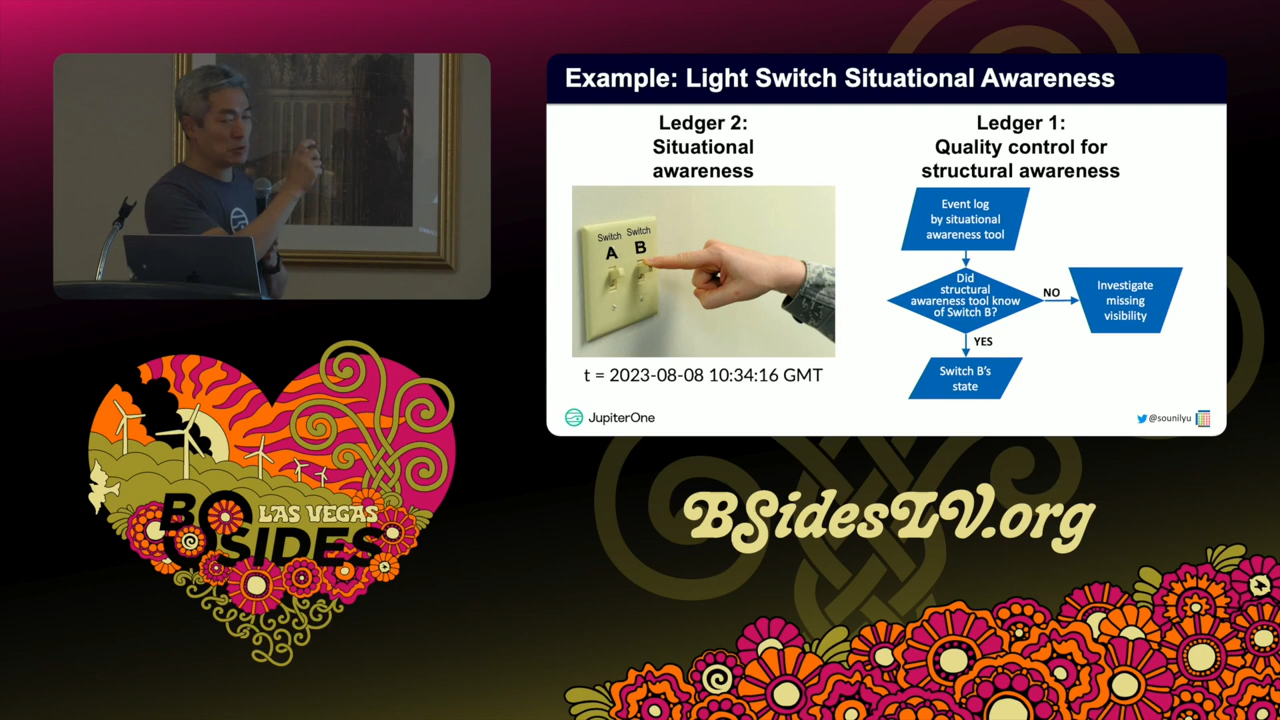 Example: Light Switch Situational Awareness
Ledger 2:
Situational
awareness
Switch
A
Switch
B
t = 2023-08-08 10:34:16 GMT
Ledger 1:
Quality control for
structural awareness
Event log
by situational
awareness tool
Did
structural
awareness tool know
of Switch B?
NO
Investigate
missing
visibility
YES
Switch B's
state
JupiterOne
@sounilyu
LAS VEGAS
BSIDES
23
BSidesLV.org